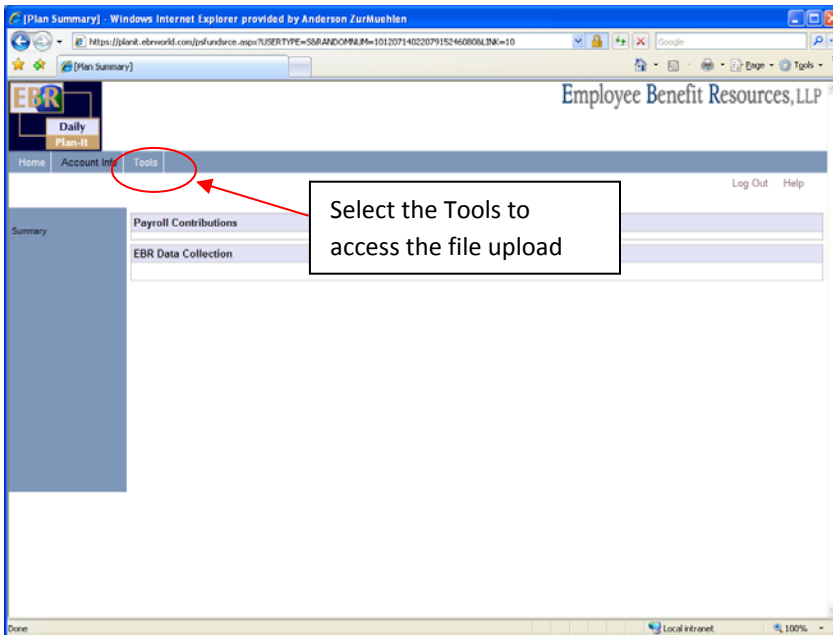 [Plan Summary] - Windows Internet Explorer provided by Anderson ZurMuehlen
https://planit.ebrworld.com/psfundsrce.aspx?USERTYPE=S&RANDOMNUM=10120714022079152460808&LINK=10
Google
[Plan Summary]
Page Tools
EBR
Daily
Plan-It
Employee Benefit Resources, LLP
Home Account Info Tools
Log Out Help
Select the Tools to
access the file upload
Summary
Payroll Contributions
EBR Data Collection
Done Local intranet 100%